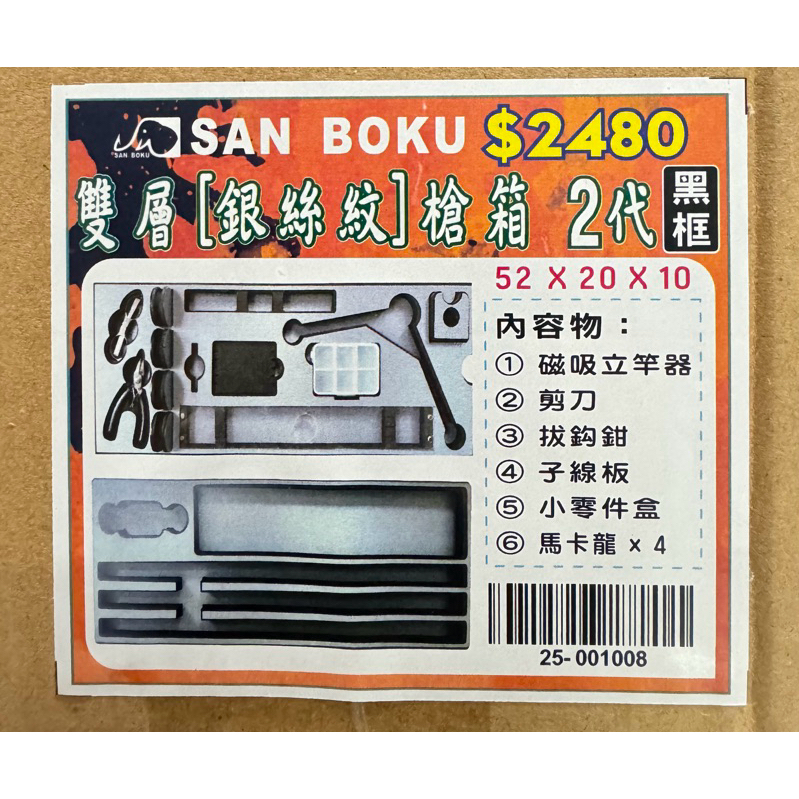 SAN BOKU
SAN BOKU $2480
雙層[銀絲紋]槍箱 2代 黑框
52 X 20 X 10
內容物：
① 磁吸立竿器
② 剪刀
③ 拔鈎鉗
④ 子線板
⑤ 小零件盒
⑥ 馬卡龍 x 4
25-001008